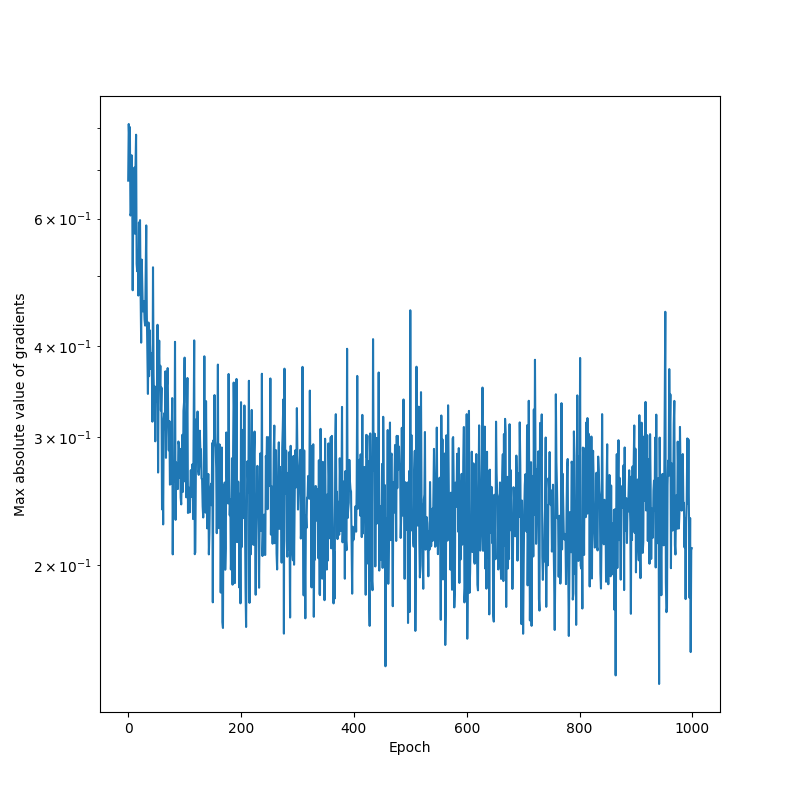 Max absolute value of gradients
6 × 10⁻¹
4 × 10⁻¹
3 × 10⁻¹
2 × 10⁻¹
0 200 400 600 800 1000
Epoch